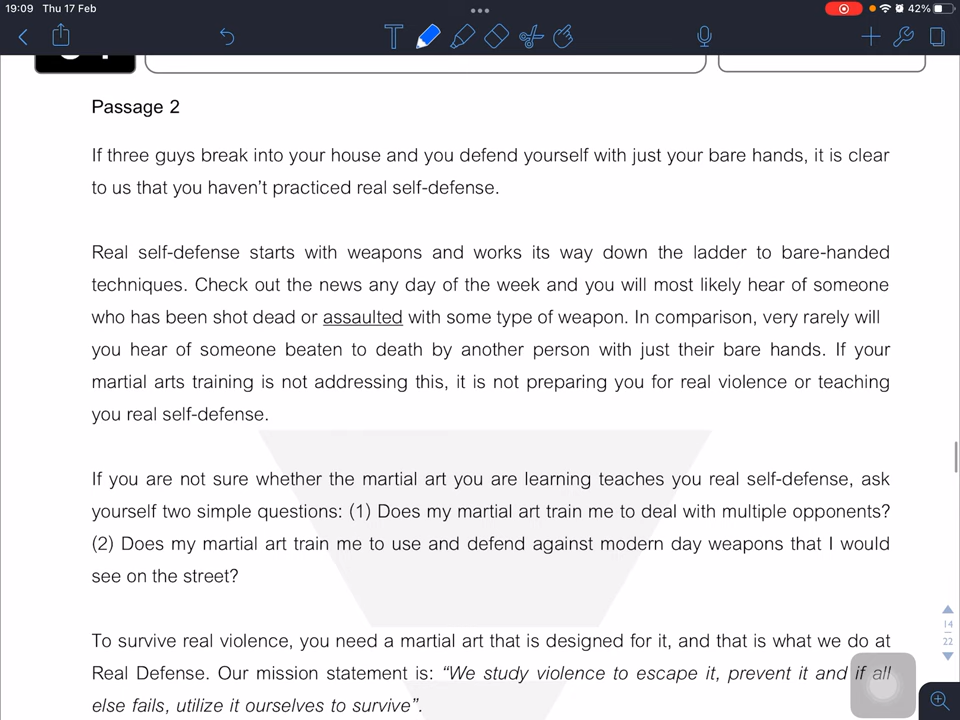 19:09 Thu 17 Feb
42%
Passage 2
If three guys break into your house and you defend yourself with just your bare hands, it is clear
to us that you haven't practiced real self-defense.
Real self-defense starts with weapons and works its way down the ladder to bare-handed
techniques. Check out the news any day of the week and you will most likely hear of someone
who has been shot dead or assaulted with some type of weapon. In comparison, very rarely will
you hear of someone beaten to death by another person with just their bare hands. If your
martial arts training is not addressing this, it is not preparing you for real violence or teaching
you real self-defense.
If you are not sure whether the martial art you are learning teaches you real self-defense, ask
yourself two simple questions: (1) Does my martial art train me to deal with multiple opponents?
(2) Does my martial art train me to use and defend against modern day weapons that I would
see on the street?
14
22
To survive real violence, you need a martial art that is designed for it, and that is what we do at
Real Defense. Our mission statement is: “We study violence to escape it, prevent it and if all
else fails, utilize it ourselves to survive”.